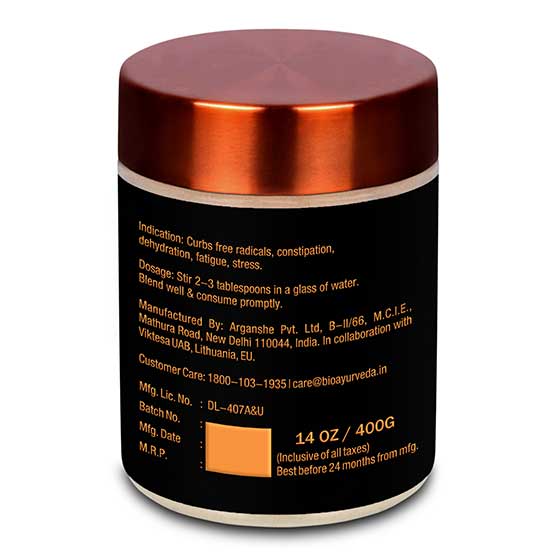 Indication: Curbs free radicals, constipation,
dehydration, fatigue, stress.
Dosage: Stir 2–3 tablespoons in a glass of water.
Blend well & consume promptly.
Manufactured By: Arganshe Pvt. Ltd, B–II/66, M.C.I.E.,
Mathura Road, New Delhi 110044, India. In collaboration with
Viktesa UAB, Lithuania, EU.
Customer Care: 1800–103–1935 | care@bioayurveda.in
Mfg. Lic. No. : DL–407A&U
Batch No. :
Mfg. Date :
M.R.P. :
14 OZ / 400G
(Inclusive of all taxes)
Best before 24 months from mfg.